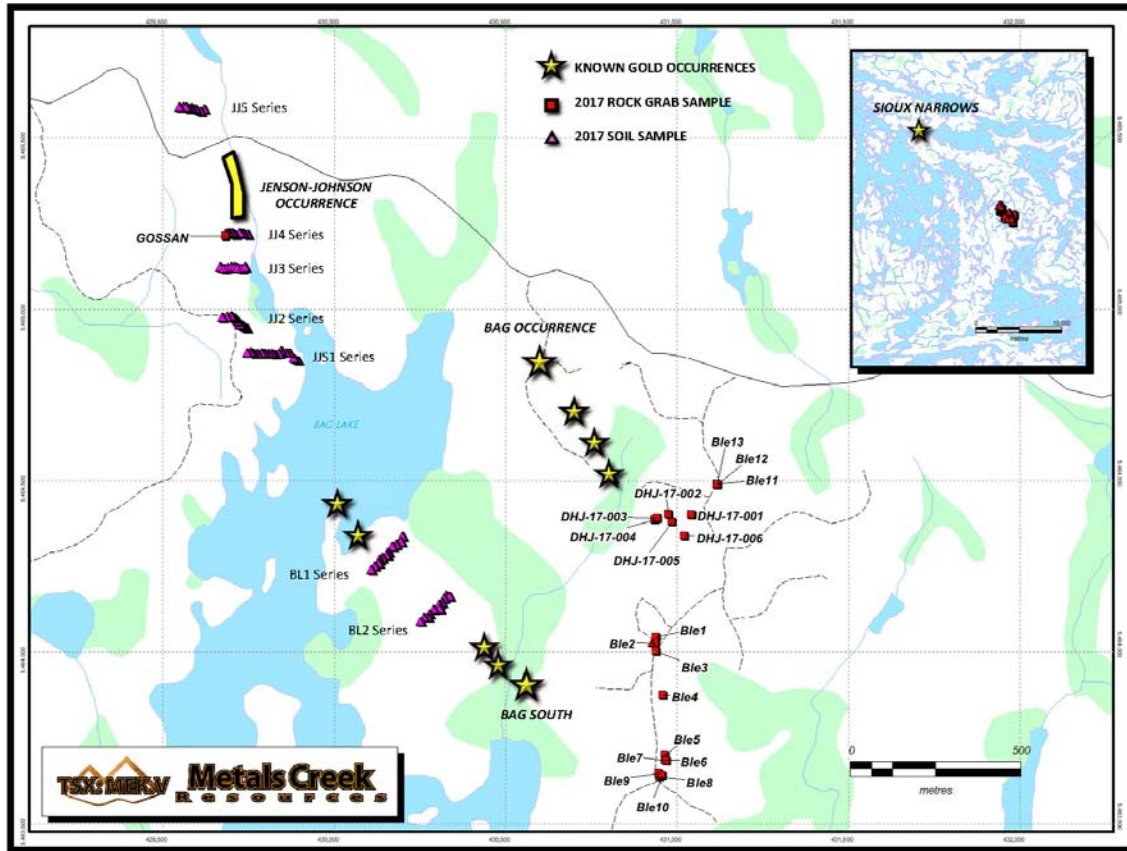 KNOWN GOLD OCCURRENCES
2017 ROCK GRAB SAMPLE
2017 SOIL SAMPLE
SIOUX NARROWS
0 10,000
metres
JJ5 Series
JENSON-JOHNSON
OCCURRENCE
GOSSAN
JJ4 Series
JJ3 Series
JJ2 Series
JJS1 Series
BAG OCCURRENCE
BAG LAKE
Ble13
Ble12
Ble11
DHJ-17-002
DHJ-17-003
DHJ-17-001
DHJ-17-004
DHJ-17-006
DHJ-17-005
BL1 Series
BL2 Series
Ble1
Ble2
Ble3
Ble4
BAG SOUTH
Ble5
Ble7
Ble6
Ble9
Ble8
Ble10
0 500
metres
TSX: MEK.V
Metals Creek
Resources